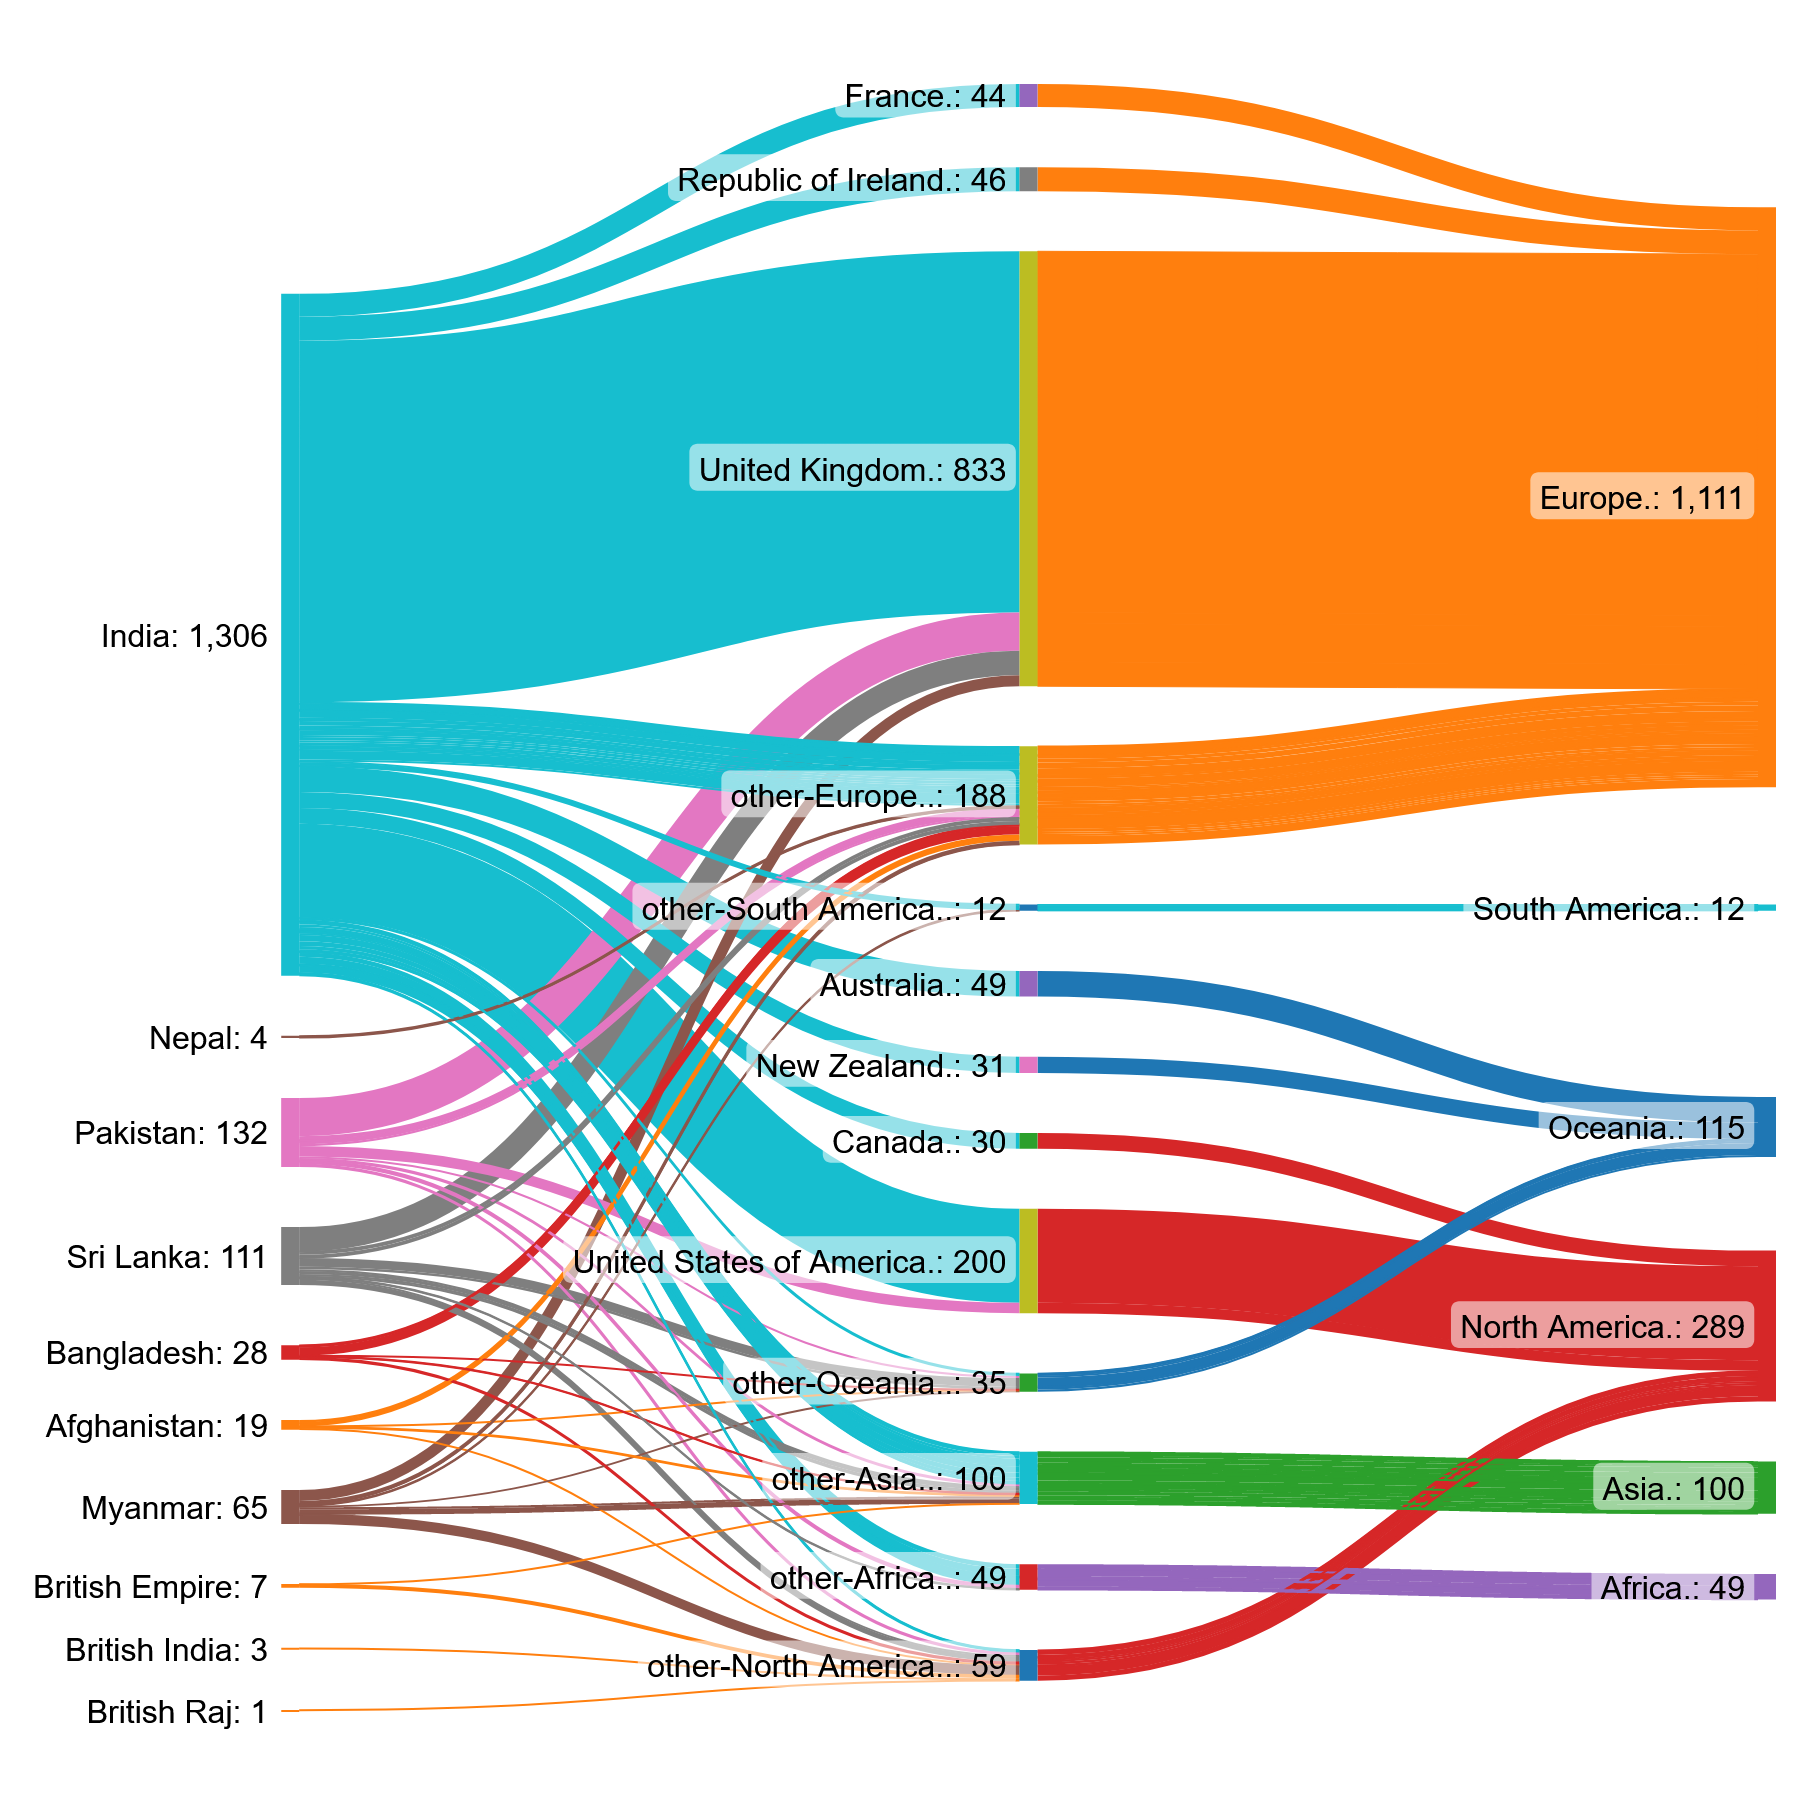 France.: 44
Republic of Ireland.: 46
United Kingdom.: 833
Europe.: 1,111
India: 1,306
other-Europe..: 188
other-South America..: 12
South America.: 12
Australia.: 49
Nepal: 4
New Zealand.: 31
Pakistan: 132
Oceania.: 115
Canada.: 30
Sri Lanka: 111
United States of America.: 200
North America.: 289
Bangladesh: 28
other-Oceania..: 35
Afghanistan: 19
other-Asia..: 100
Asia.: 100
Myanmar: 65
other-Africa..: 49
Africa.: 49
British Empire: 7
British India: 3
other-North America..: 59
British Raj: 1